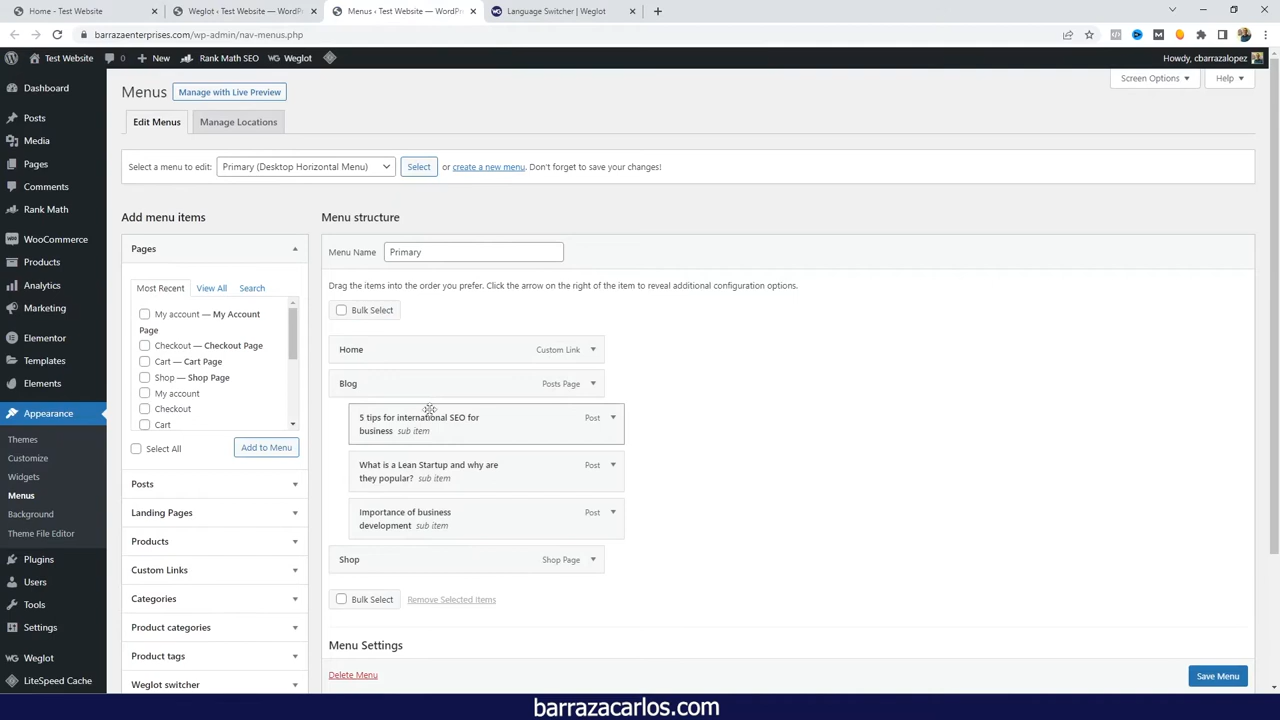 Home - Test Website
Weglot ‹ Test Website — WordPr
Menus ‹ Test Website — WordPr
Language Switcher | Weglot
barrazaenterprises.com/wp-admin/nav-menus.php
Test Website
0
New
Rank Math SEO
Weglot
Howdy, cbarrazalopez
Dashboard
Posts
Media
Pages
Comments
Rank Math
WooCommerce
Products
Analytics
Marketing
Elementor
Templates
Elements
Appearance
Themes
Customize
Widgets
Menus
Background
Theme File Editor
Plugins
Users
Tools
Settings
Weglot
LiteSpeed Cache
Menus
Manage with Live Preview
Screen Options
Help
Edit Menus
Manage Locations
Select a menu to edit: Primary (Desktop Horizontal Menu) Select or create a new menu. Don't forget to save your changes!
Add menu items
Pages
Most Recent View All Search
My account — My Account
Page
Checkout — Checkout Page
Cart — Cart Page
Shop — Shop Page
My account
Checkout
Cart
Select All
Add to Menu
Posts
Landing Pages
Products
Custom Links
Categories
Product categories
Product tags
Weglot switcher
Menu structure
Menu Name Primary
Drag the items into the order you prefer. Click the arrow on the right of the item to reveal additional configuration options.
Bulk Select
Home Custom Link
Blog Posts Page
5 tips for international SEO for Post
business sub item
What is a Lean Startup and why are Post
they popular? sub item
Importance of business Post
development sub item
Shop Shop Page
Bulk Select Remove Selected Items
Menu Settings
Delete Menu
Save Menu
barrazacarlos.com